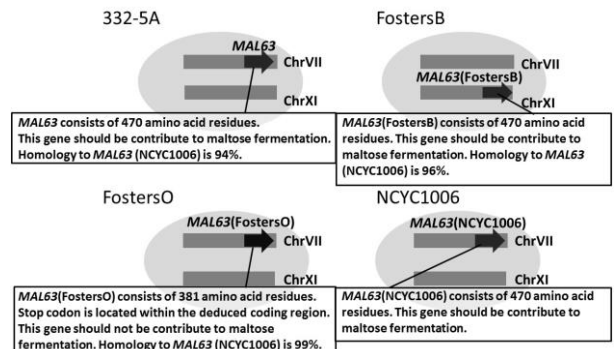 332-5A
MAL63
ChrVII
ChrXI
MAL63 consists of 470 amino acid residues.
This gene should be contribute to maltose fermentation.
Homology to MAL63 (NCYC1006) is 94%.
FostersB
ChrVII
MAL63(FostersB)
ChrXI
MAL63(FostersB) consists of 470 amino acid
residues. This gene should be contribute to
maltose fermentation. Homology to MAL63
(NCYC1006) is 96%.
FostersO
MAL63(FostersO)
ChrVII
ChrXI
MAL63(FostersO) consists of 381 amino acid residues.
Stop codon is located within the deduced coding region.
This gene should not be contribute to maltose
fermentation. Homology to MAL63 (NCYC1006) is 99%.
NCYC1006
MAL63(NCYC1006)
ChrVII
ChrXI
MAL63(NCYC1006) consists of 470 amino acid
residues. This gene should be contribute to
maltose fermentation.